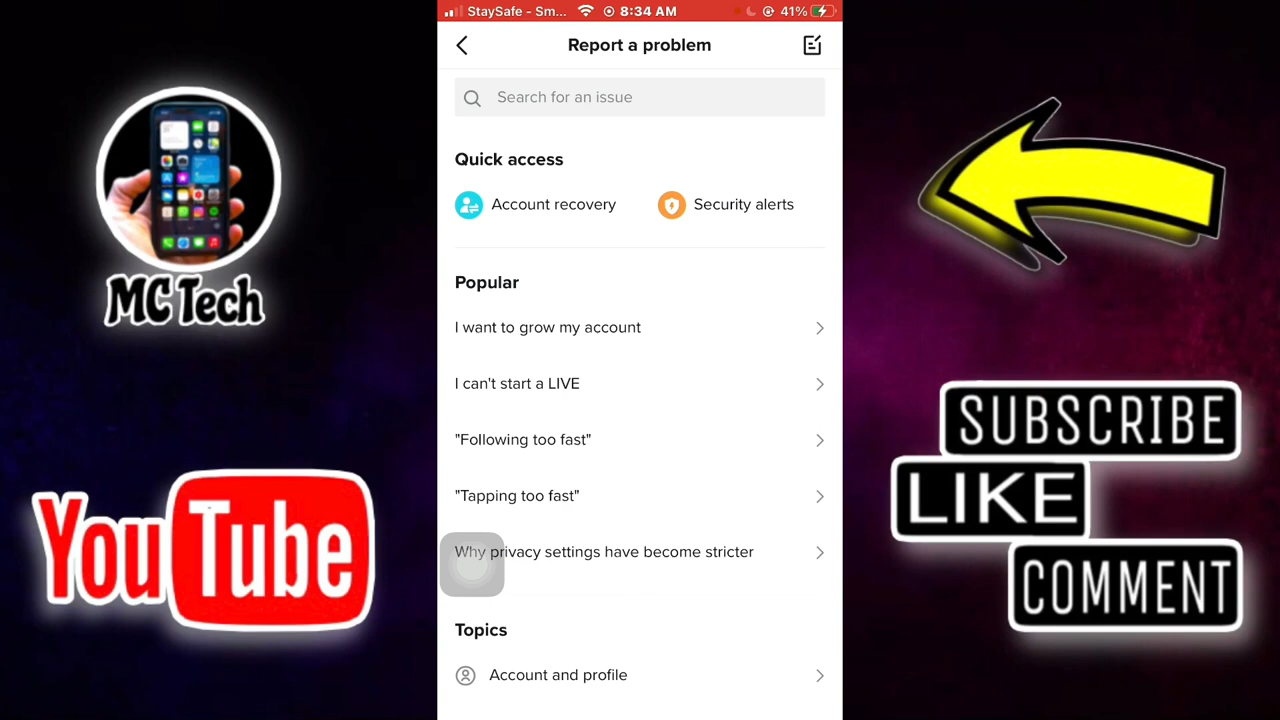 StaySafe - Sm... 8:34 AM 41%
Report a problem
Search for an issue
Quick access
Account recovery Security alerts
Popular
I want to grow my account
I can't start a LIVE
"Following too fast"
"Tapping too fast"
Why privacy settings have become stricter
Topics
Account and profile
MC Tech
YouTube
SUBSCRIBE
LIKE
COMMENT